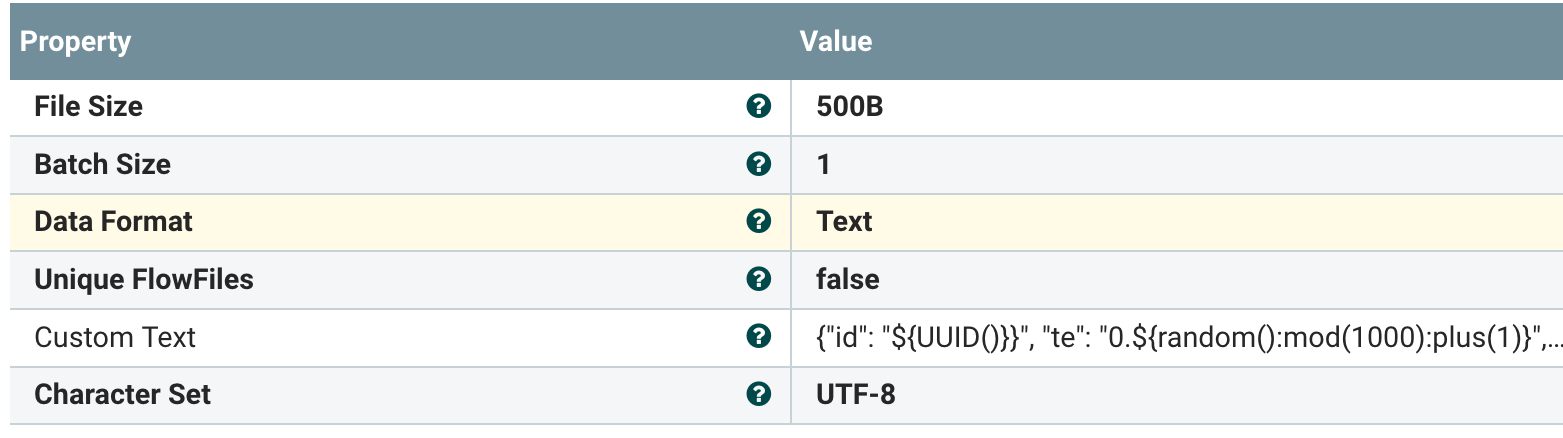 Property Value
File Size ? 500B
Batch Size ? 1
Data Format ? Text
Unique FlowFiles ? false
Custom Text ? {"id": "${UUID()}}", "te": "0.${random():mod(1000):plus(1)}",...
Character Set ? UTF-8